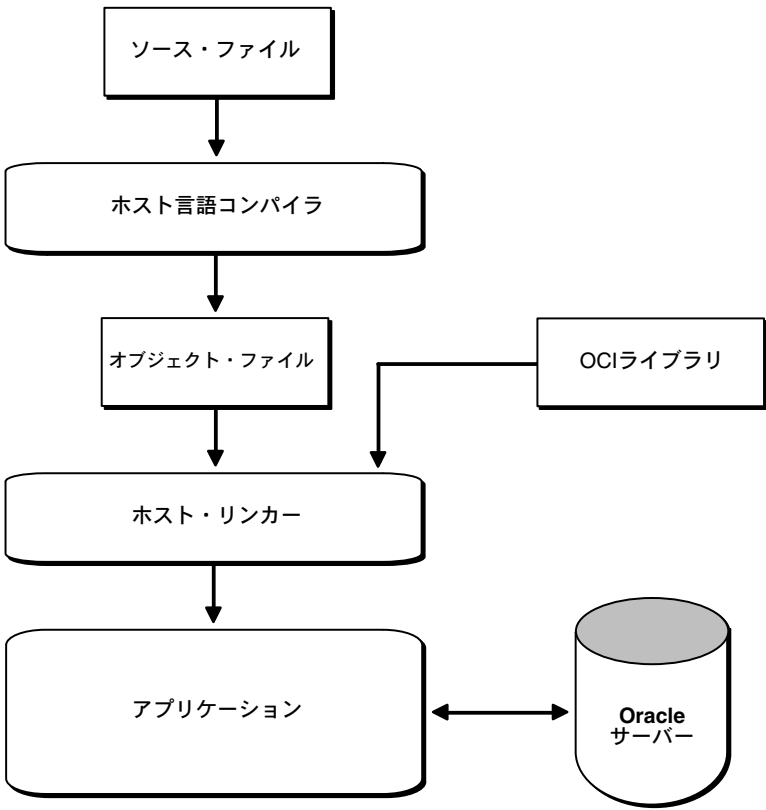 ソース・ファイル
ホスト言語コンパイラ
オブジェクト・ファイル
OCIライブラリ
ホスト・リンカー
アプリケーション
Oracle
サーバー